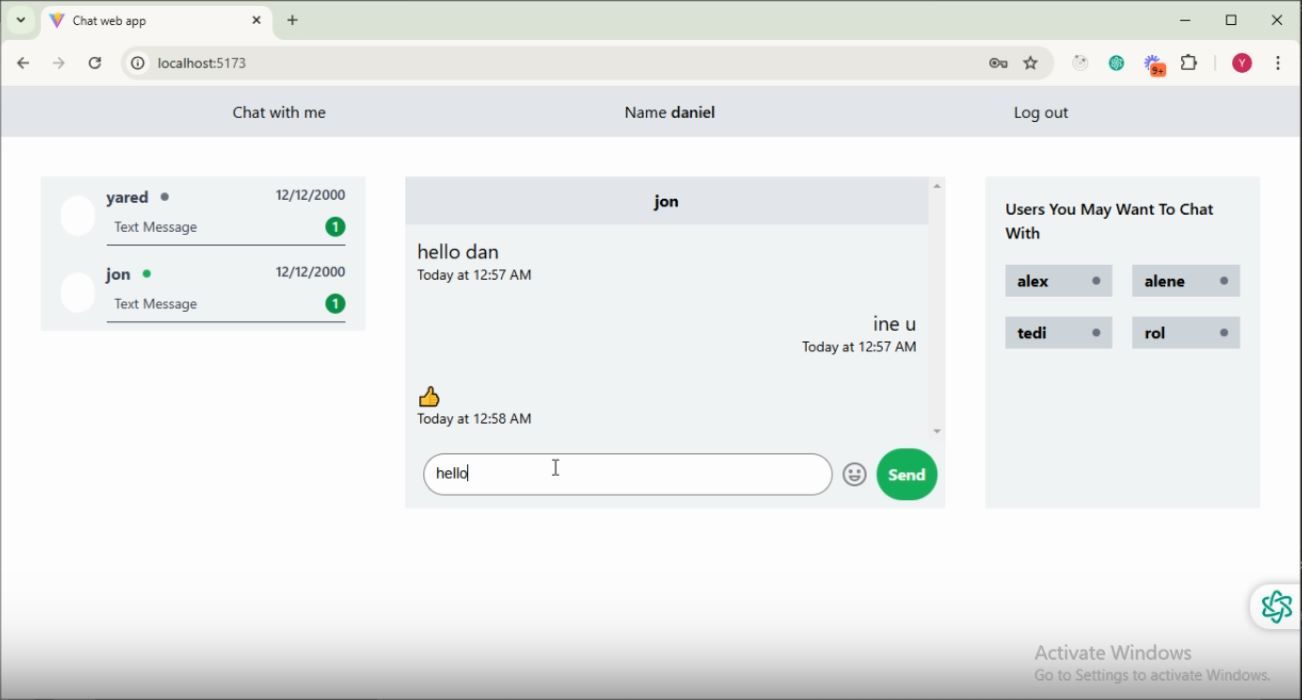 Chat web app
localhost:5173
9+
Y
Chat with me
Name daniel
Log out
yared
12/12/2000
Text Message
1
jon
12/12/2000
Text Message
1
jon
hello dan
Today at 12:57 AM
ine u
Today at 12:57 AM
👍
Today at 12:58 AM
hello
Send
Users You May Want To Chat
With
alex
alene
tedi
rol
Activate Windows
Go to Settings to activate Windows.